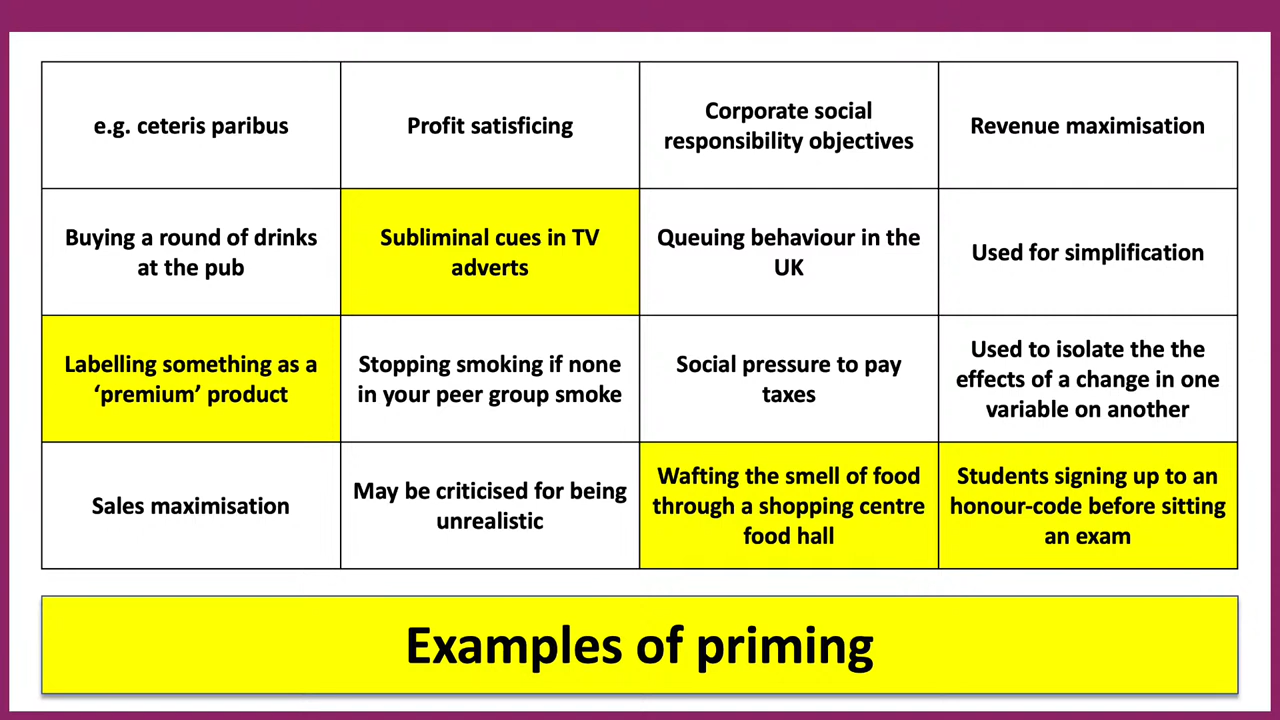 e.g. ceteris paribus
Profit satisficing
Corporate social
responsibility objectives
Revenue maximisation
Buying a round of drinks
at the pub
Subliminal cues in TV
adverts
Queuing behaviour in the
UK
Used for simplification
Labelling something as a
‘premium’ product
Stopping smoking if none
in your peer group smoke
Social pressure to pay
taxes
Used to isolate the the
effects of a change in one
variable on another
Sales maximisation
May be criticised for being
unrealistic
Wafting the smell of food
through a shopping centre
food hall
Students signing up to an
honour-code before sitting
an exam
Examples of priming